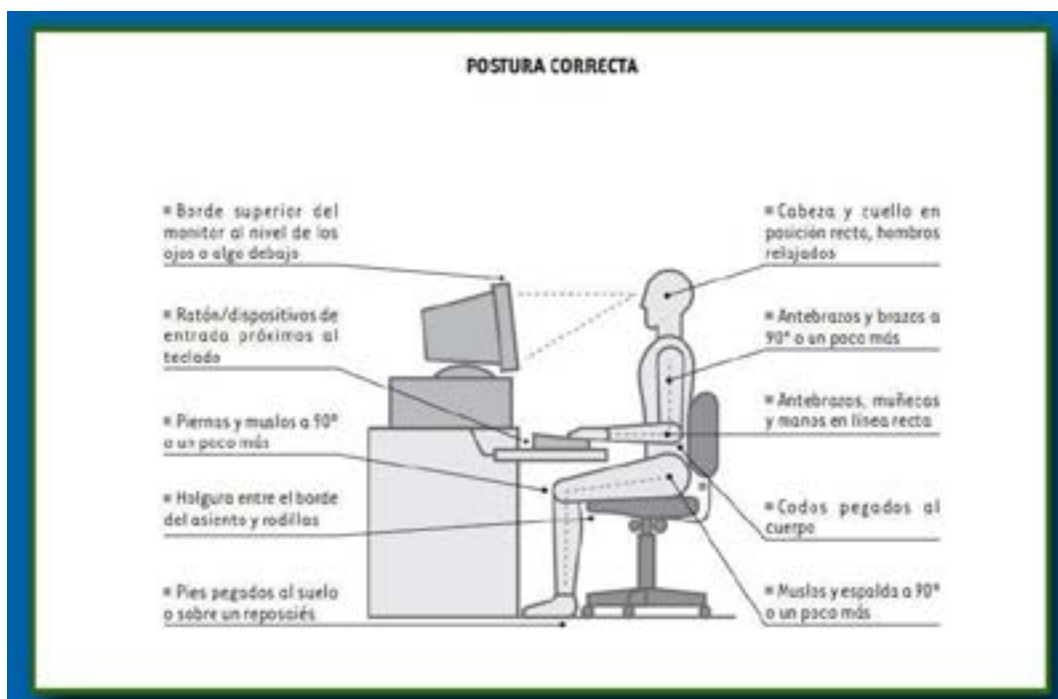 POSTURA CORRECTA
Borde superior del
monitor al nivel de los
ojos o algo debajo
Ratón/dispositivos de
entrada próximos al
teclado
Piernas y muslos a 90°
o un poco más
Holgura entre el borde
del asiento y rodillas
Pies pegados al suelo
o sobre un reposapiés
Cabeza y cuello en
posición recta, hombros
relajados
Antebrazos y brazos a
90° o un poco más
Antebrazos, muñecas
y manos en línea recta
Codos pegados al
cuerpo
Muslos y espalda a 90°
o un poco más